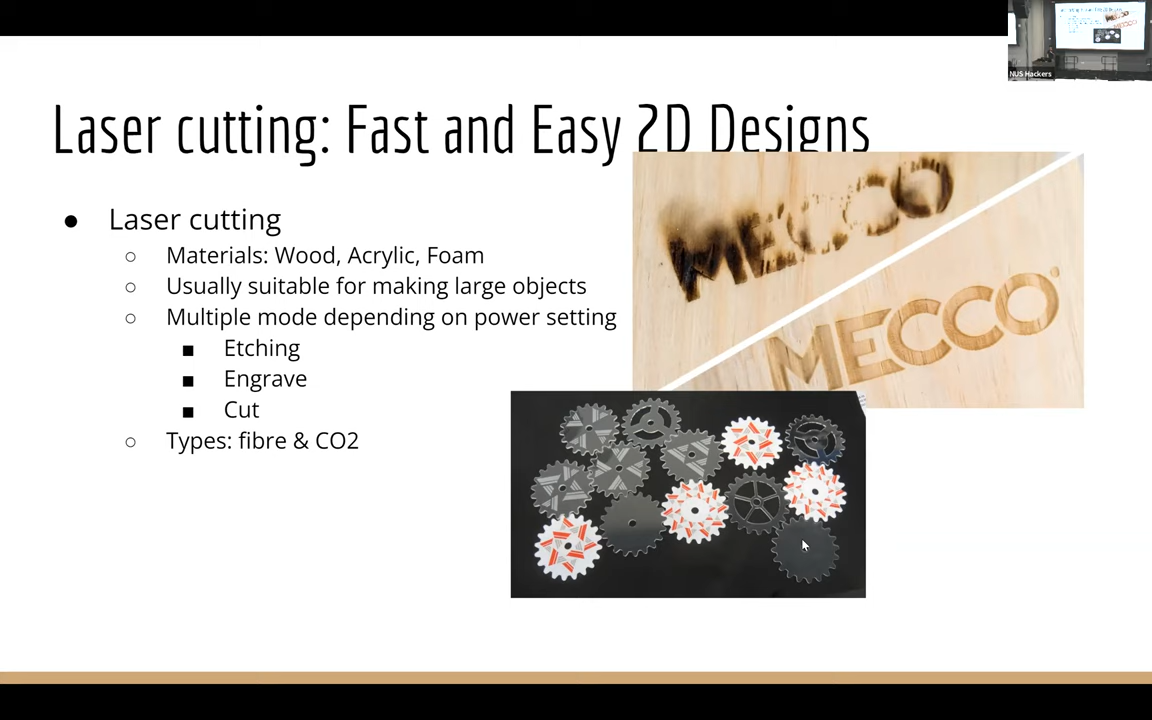 NUS Hackers
Laser cutting: Fast and Easy 2D Designs
● Laser cutting
○ Materials: Wood, Acrylic, Foam
○ Usually suitable for making large objects
○ Multiple mode depending on power setting
■ Etching
■ Engrave
■ Cut
○ Types: fibre & CO2
MECCO
MECCO